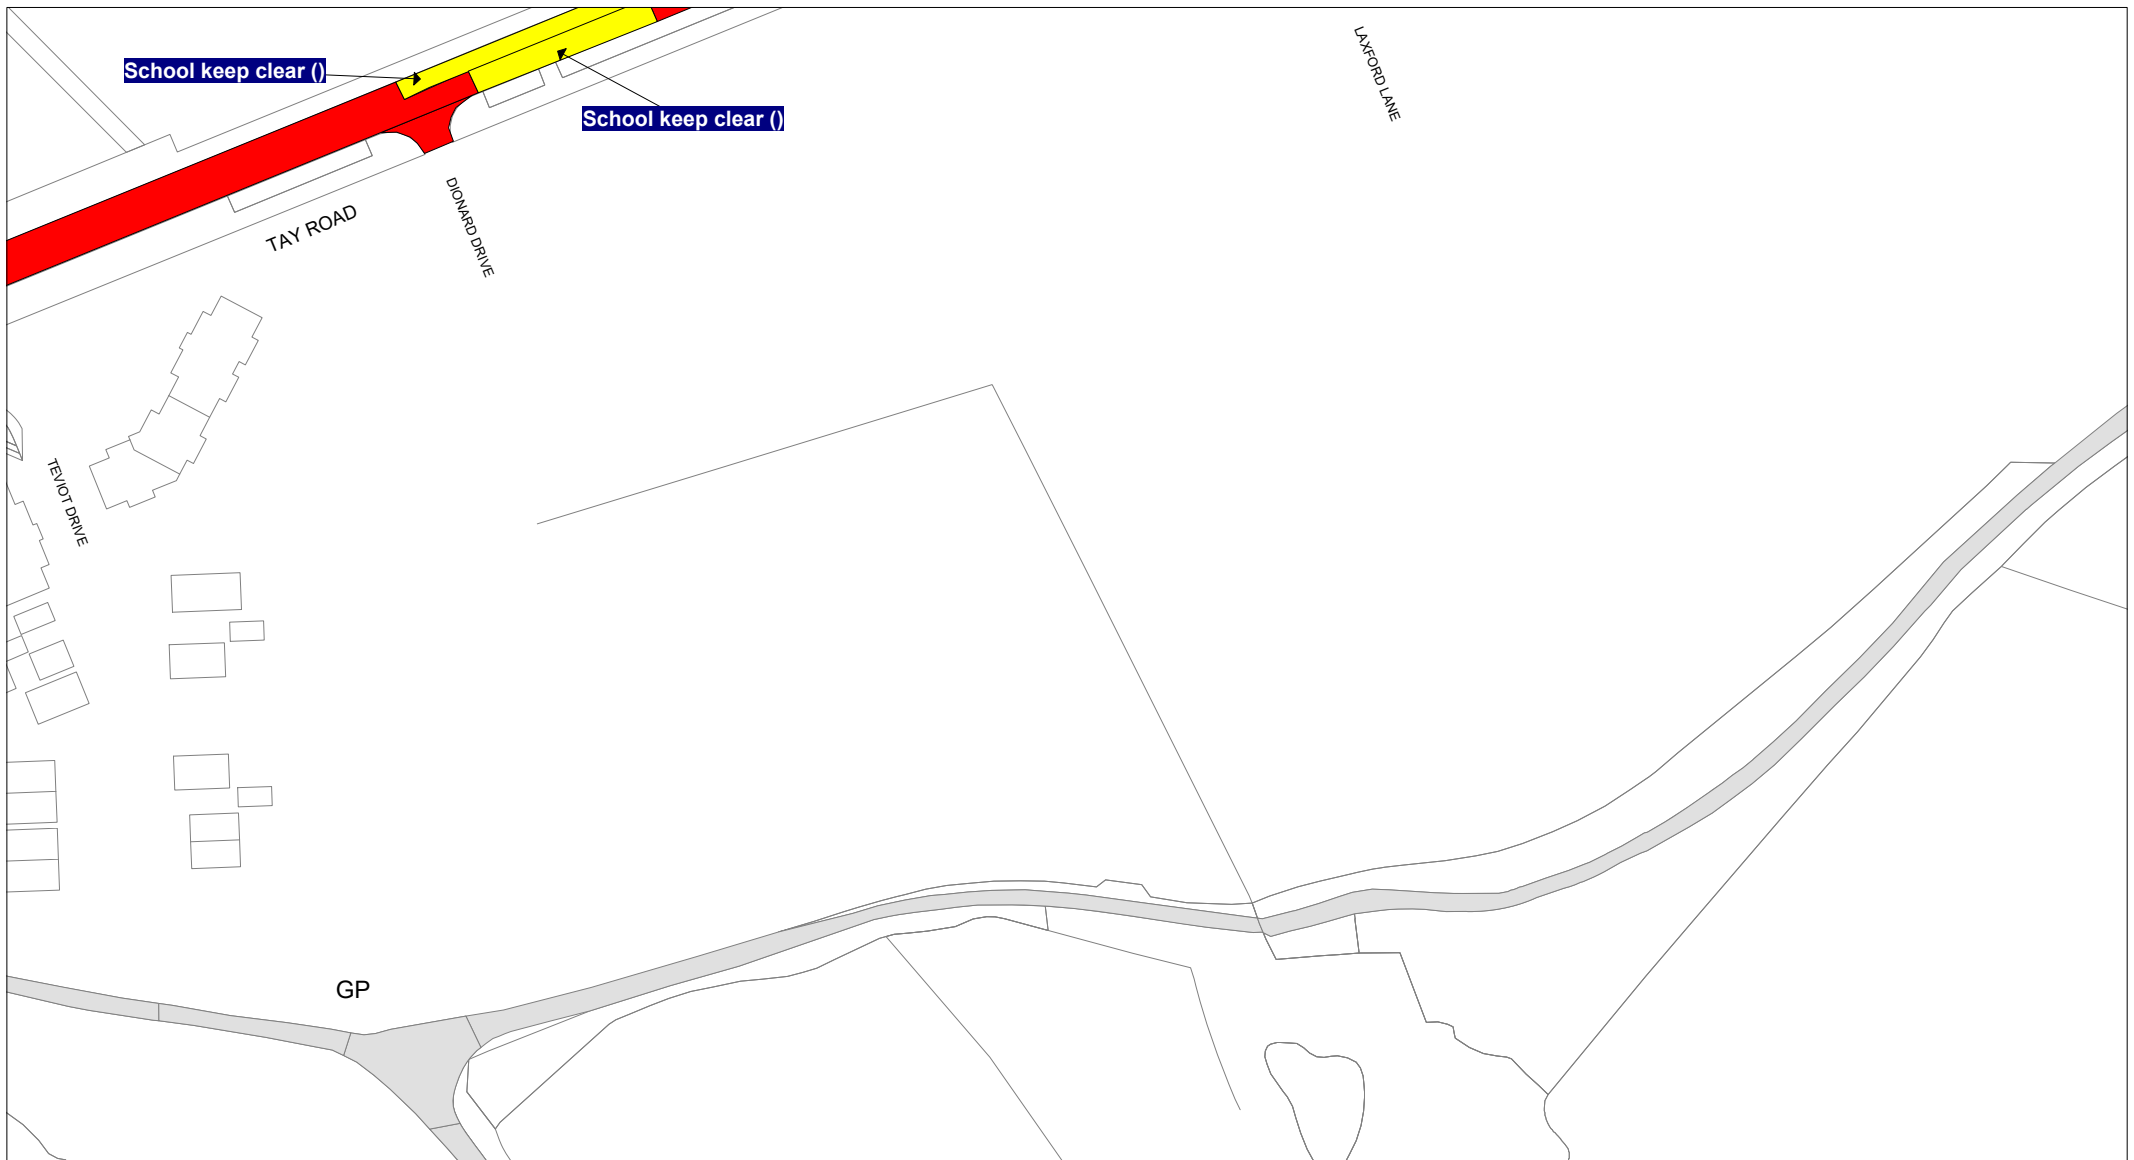 School keep clear ()
School keep clear ()
LAXFORD LANE
TAY ROAD
DIONARD DRIVE
TEVIOT DRIVE
GP